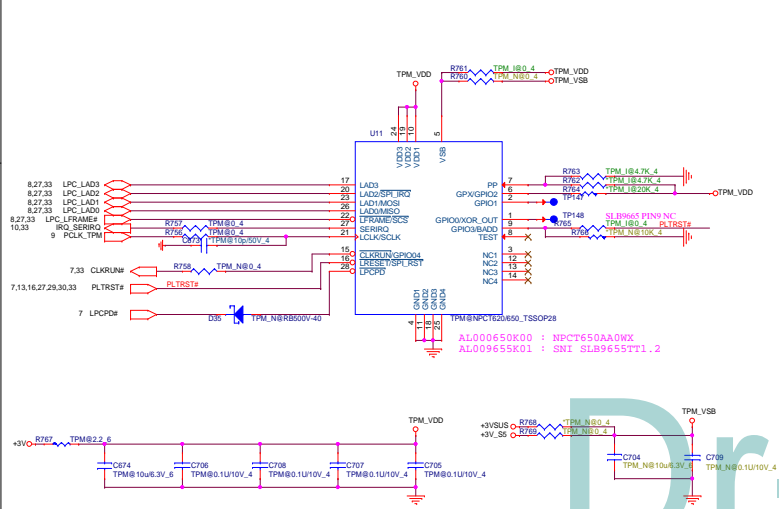 R761 TPM_I@0_4 TPM_VDD
R760 TPM_N@0_4 TPM_VSB
TPM_VDD
U11
24 19 10 5
VDD3 VDD2 VDD1 VSB
8,27,33 LPC_LAD3 17 LAD3
8,27,33 LPC_LAD2 20 LAD2/SPI_IRQ
8,27,33 LPC_LAD1 23 LAD1/MOSI
8,27,33 LPC_LAD0 26 LAD0/MISO
8,27,33 LPC_LFRAME# 22 LFRAME/SCS
10,33 IRQ_SERIRQ R757 TPM@0_4 27 SERIRQ
9 PCLK_TPM R756 TPM@0_4 21 LCLK/SCLK
C673 *TPM@10p/50V_4
7,33 CLKRUN# R758 TPM_N@0_4 15 CLKRUN/GPIO04
7,13,16,27,29,30,33 PLTRST# PLTRST# 16 LRESET/SPI_RST
7 LPCPD# D35 TPM_N@RB500V-40 28 LPCPD
PP 7 R763 TPM_I@4.7K_4
GPX/GPIO2 6 R762 TPM_I@4.7K_4
GPIO1 2 R764 TPM_I@20K_4 TPM_VDD
TP147
GPIO0/XOR_OUT 1 TP148 SLB9665 PIN9 NC
GPIO3/BADD 9 R765 TPM_I@0_4 PLTRST#
TEST 8 R766 *TPM_N@10K_4
NC1 3
NC2 12
NC3 13
NC4 14
GND1 GND2 GND3 GND4
4 11 18 25
TPM@NPCT620/650_TSSOP28
AL000650K00 : NPCT650AA0WX
AL009655K01 : SNI SLB9655TT1.2
+3V R767 TPM@2.2_6 TPM_VDD
C674 TPM@10u/6.3V_6
C706 TPM@0.1U/10V_4
C708 TPM@0.1U/10V_4
C707 TPM@0.1U/10V_4
C705 TPM@0.1U/10V_4
+3VSUS R768 *TPM_N@0_4 TPM_VSB
+3V_S5 R769 TPM_N@0_4
C704 TPM_N@10u/6.3V_6
C709 TPM_N@0.1U/10V_4
Dr.